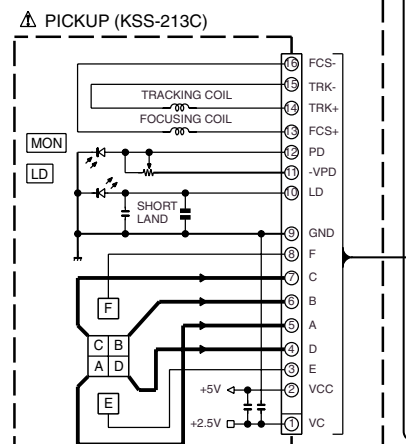 ⚠ PICKUP (KSS-213C)
16 FCS-
15 TRK-
TRACKING COIL
14 TRK+
FOCUSING COIL
13 FCS+
MON
12 PD
11 -VPD
LD
10 LD
SHORT
LAND
9 GND
8 F
7 C
F
6 B
5 A
C B
4 D
A D
3 E
E
+5V 2 VCC
+2.5V 1 VC